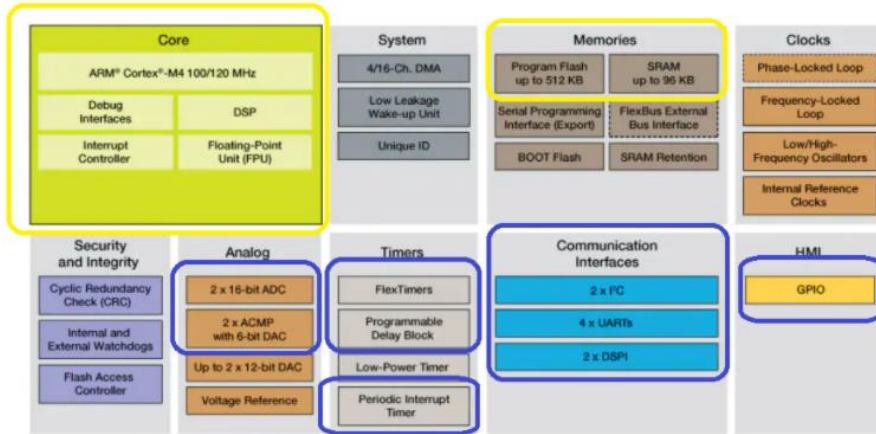 Core
ARM® Cortex®-M4 100/120 MHz
Debug
Interfaces
DSP
Interrupt
Controller
Floating-Point
Unit (FPU)
System
4/16-Ch. DMA
Low Leakage
Wake-up Unit
Unique ID
Memories
Program Flash
up to 512 KB
SRAM
up to 96 KB
Serial Programming
Interface (Export)
FlexBus External
Bus Interface
BOOT Flash
SRAM Retention
Clocks
Phase-Locked Loop
Frequency-Locked
Loop
Low/High-
Frequency Oscillators
Internal Reference
Clocks
Security
and Integrity
Cyclic Redundancy
Check (CRC)
Internal and
External Watchdogs
Flash Access
Controller
Analog
2 x 16-bit ADC
2 x ACMP
with 6-bit DAC
Up to 2 x 12-bit DAC
Voltage Reference
Timers
FlexTimers
Programmable
Delay Block
Low-Power Timer
Periodic Interrupt
Timer
Communication
Interfaces
2 x I²C
4 x UARTs
2 x DSPI
HMI
GPIO